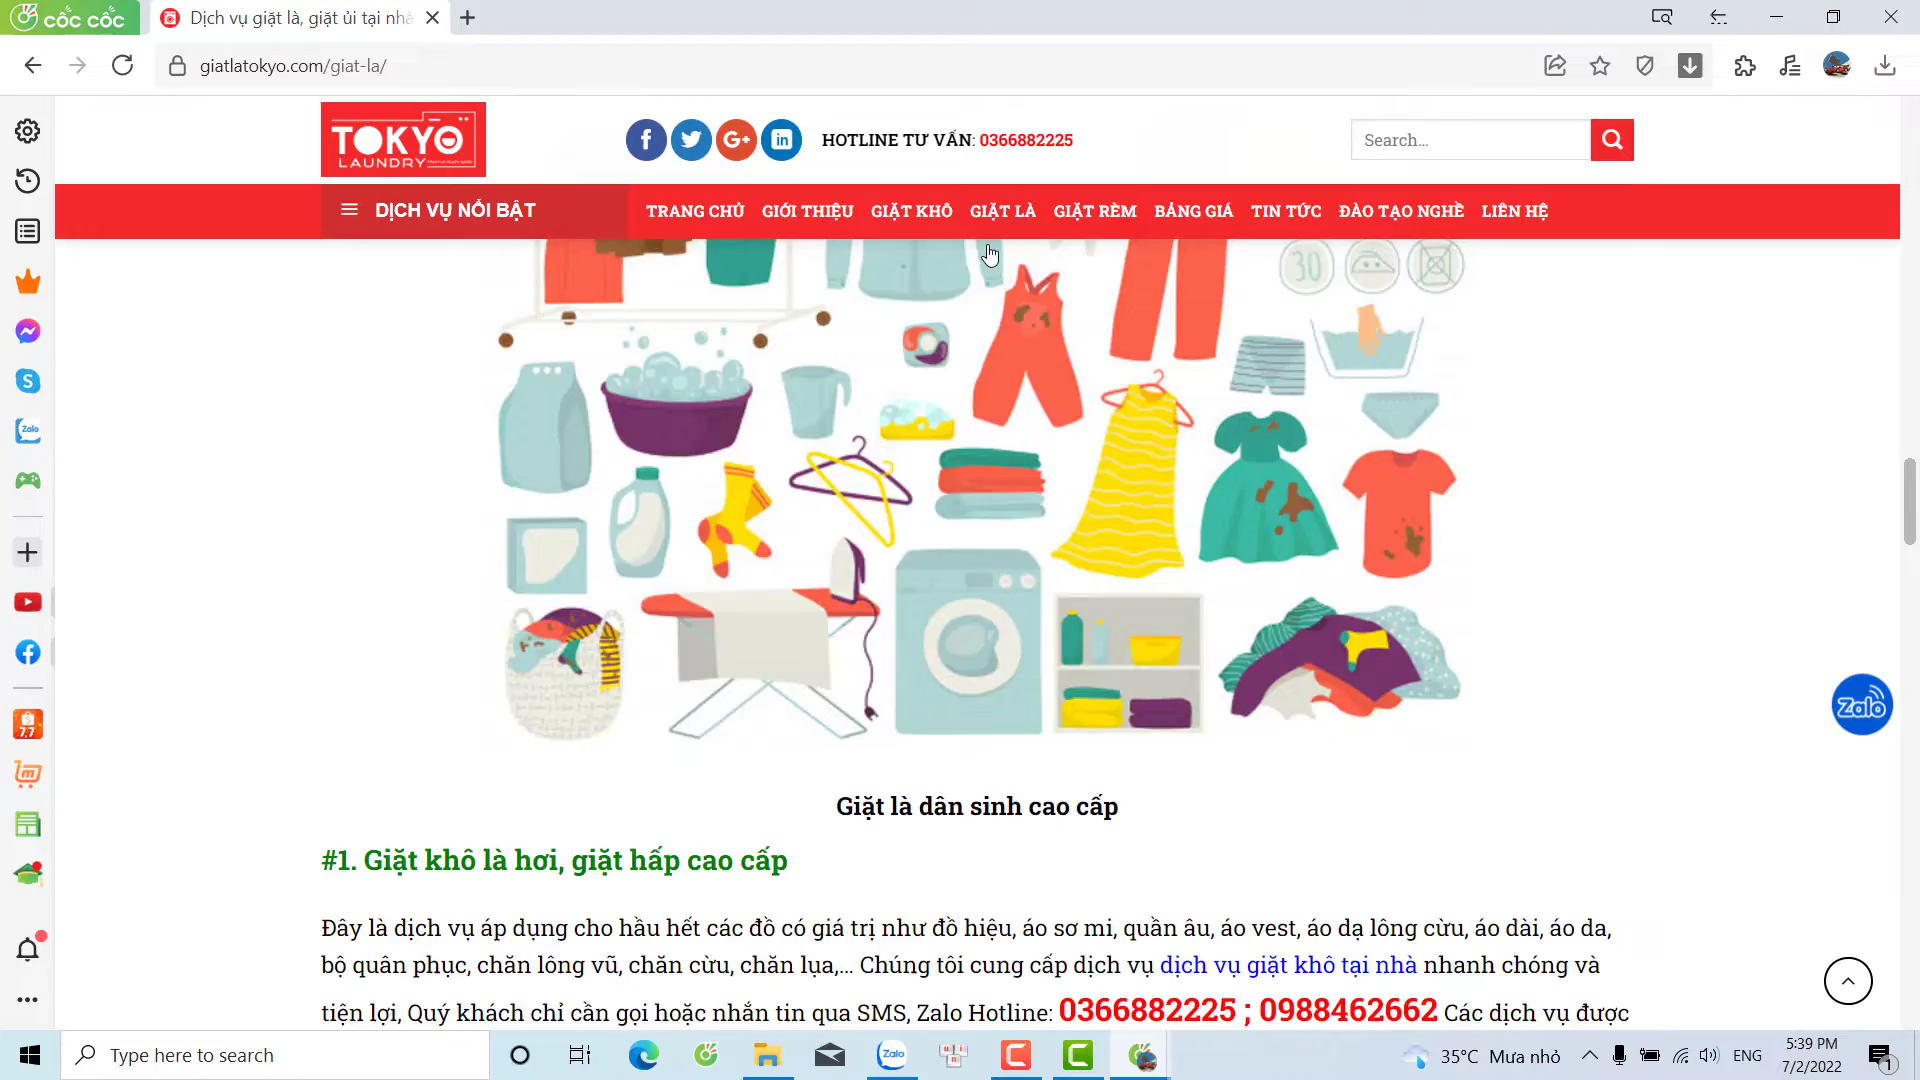 cốc cốc
Dịch vụ giặt là, giặt ủi tại nhà
giatlatokyo.com/giat-la/
TOKYO
LAUNDRY
HOTLINE TƯ VẤN: 0366882225
Search...
DỊCH VỤ NỔI BẬT
TRANG CHỦ
GIỚI THIỆU
GIẶT KHÔ
GIẶT LÀ
GIẶT RÈM
BẢNG GIÁ
TIN TỨC
ĐÀO TẠO NGHỀ
LIÊN HỆ
30
Zalo
7.7
Zalo
Giặt là dân sinh cao cấp
#1. Giặt khô là hơi, giặt hấp cao cấp
Đây là dịch vụ áp dụng cho hầu hết các đồ có giá trị như đồ hiệu, áo sơ mi, quần âu, áo vest, áo dạ lông cừu, áo dài, áo da,
bộ quân phục, chăn lông vũ, chăn cừu, chăn lụa,... Chúng tôi cung cấp dịch vụ dịch vụ giặt khô tại nhà nhanh chóng và
tiện lợi, Quý khách chỉ cần gọi hoặc nhắn tin qua SMS, Zalo Hotline: 0366882225 ; 0988462662 Các dịch vụ được
Type here to search
Zalo
35°C Mưa nhỏ
ENG
5:39 PM
7/2/2022
1